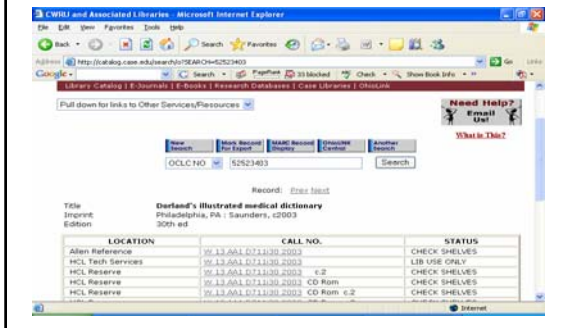 CWRU and Associated Libraries - Microsoft Internet Explorer
File Edit View Favorites Tools Help
Back Search Favorites
Address http://catalog.case.edu/search/o?SEARCH=52523403 Go Links
Google Search PageRank 33 blocked Check Show Book Info
Library Catalog | E-Journals | E-Books | Research Databases | Case Libraries | OhioLink
Pull down for links to Other Services/Resources
Need Help?
Email
Us!
What is This?
New Search Mark Record For Export MARC Record Display OhioLINK Central Another Search
OCLC NO 52523403 Search
Record: Prev Next
Title Dorland's illustrated medical dictionary
Imprint Philadelphia, PA : Saunders, c2003
Edition 30th ed
LOCATION CALL NO. STATUS
Allen Reference W 13 AA1 D711i30 2003 CHECK SHELVES
HCL Tech Services W 13 AA1 D711i30 2003 LIB USE ONLY
HCL Reserve W 13 AA1 D711i30 2003 c.2 CHECK SHELVES
HCL Reserve W 13 AA1 D711i30 2003 CD Rom CHECK SHELVES
HCL Reserve W 13 AA1 D711i30 2003 CD Rom c.2 CHECK SHELVES
Internet